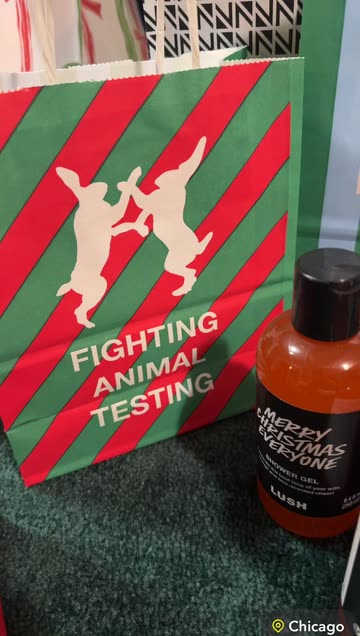 FIGHTING
ANIMAL
TESTING
MERRY
CHRISTMAS
EVERYONE
SHOWER GEL
LUSH
Chicago